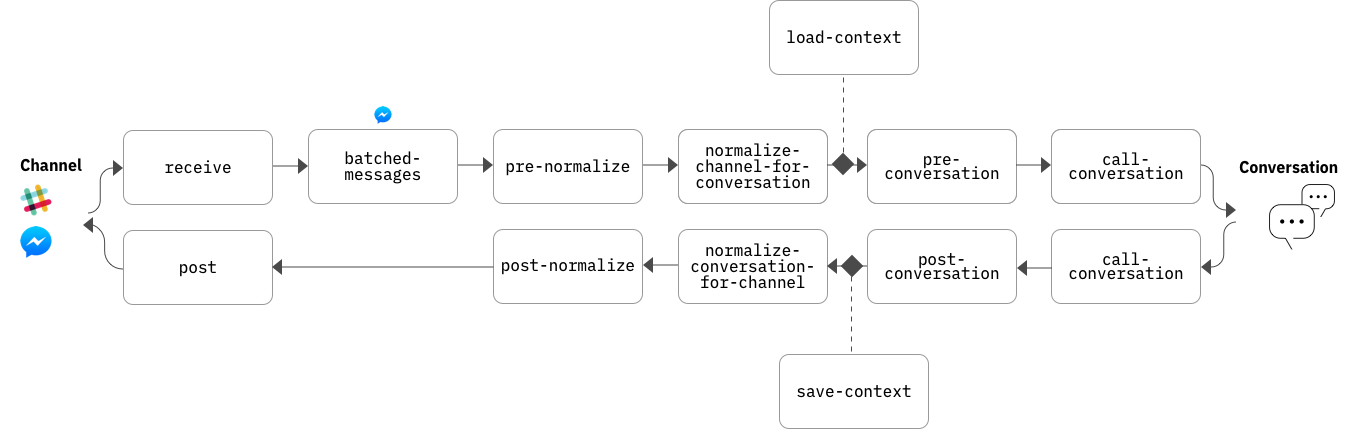 load-context
Channel
receive
batched-
messages
pre-normalize
normalize-
channel-for-
conversation
pre-
conversation
call-
conversation
Conversation
post
post-normalize
normalize-
conversation-
for-channel
post-
conversation
call-
conversation
save-context